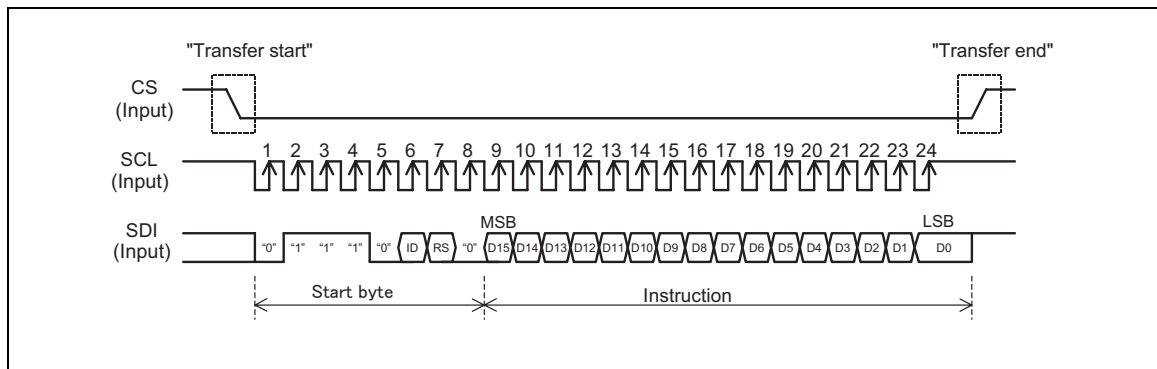 "Transfer start" "Transfer end"
CS
(Input)
SCL
(Input)
1 2 3 4 5 6 7 8 9 10 11 12 13 14 15 16 17 18 19 20 21 22 23 24
MSB LSB
SDI
(Input)
“0” “1” “1” “1” “0” ID RS “0” D15 D14 D13 D12 D11 D10 D9 D8 D7 D6 D5 D4 D3 D2 D1 D0
Start byte Instruction